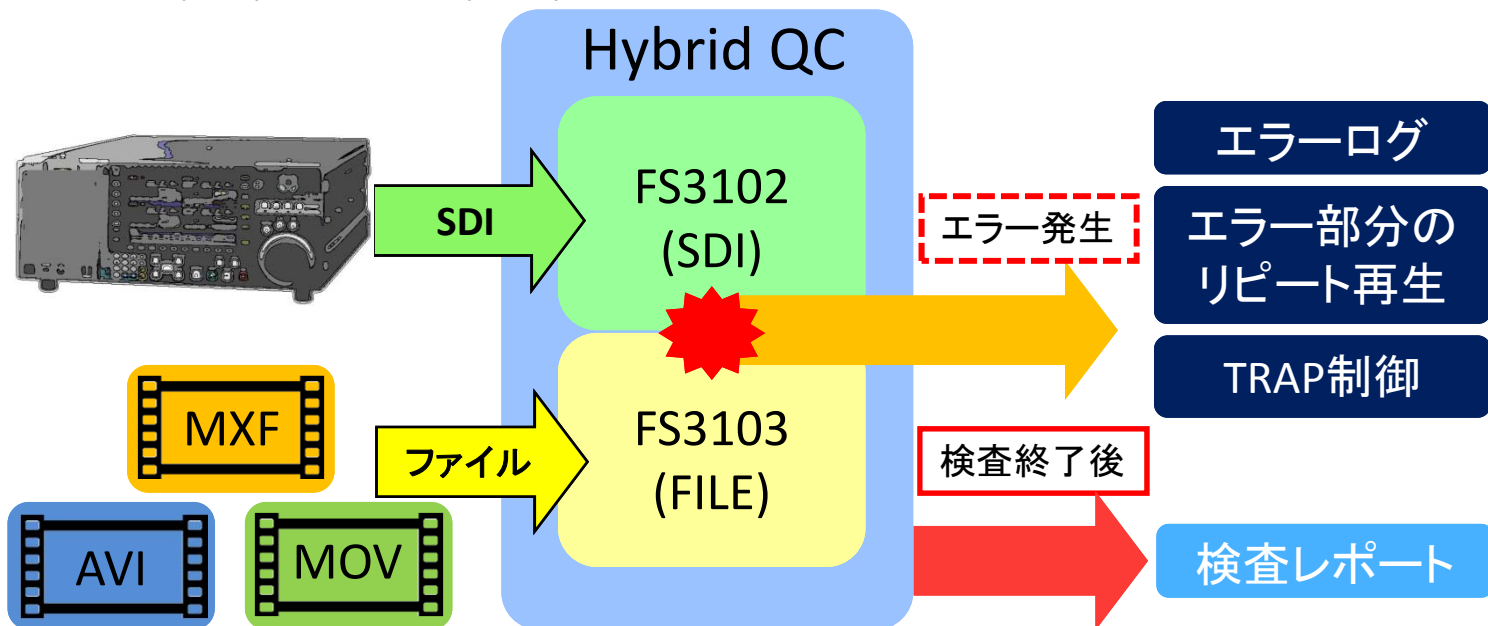 Hybrid QC
FS3102
(SDI)
SDI
エラー発生
エラーログ
エラー部分の
リピート再生
TRAP制御
MXF
AVI
MOV
ファイル
FS3103
(FILE)
検査終了後
検査レポート